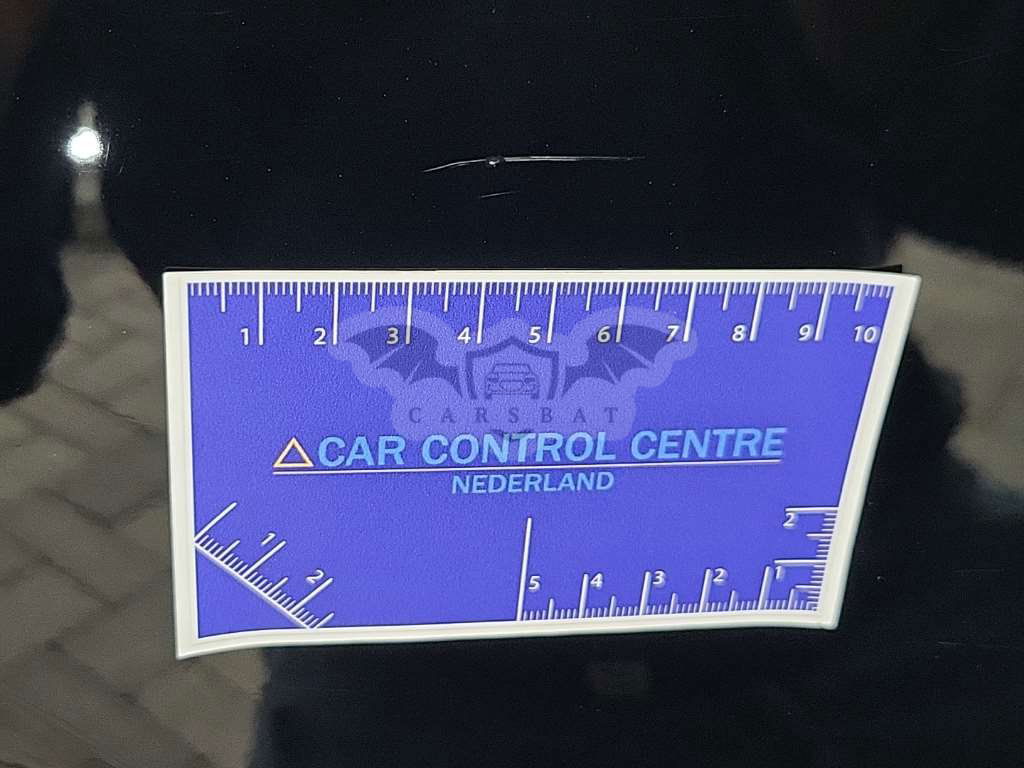 1 2 3 4 5 6 7 8 9 10
CARSBAT
CAR CONTROL CENTRE
NEDERLAND
1 2
5 4 3 2 1
2
1